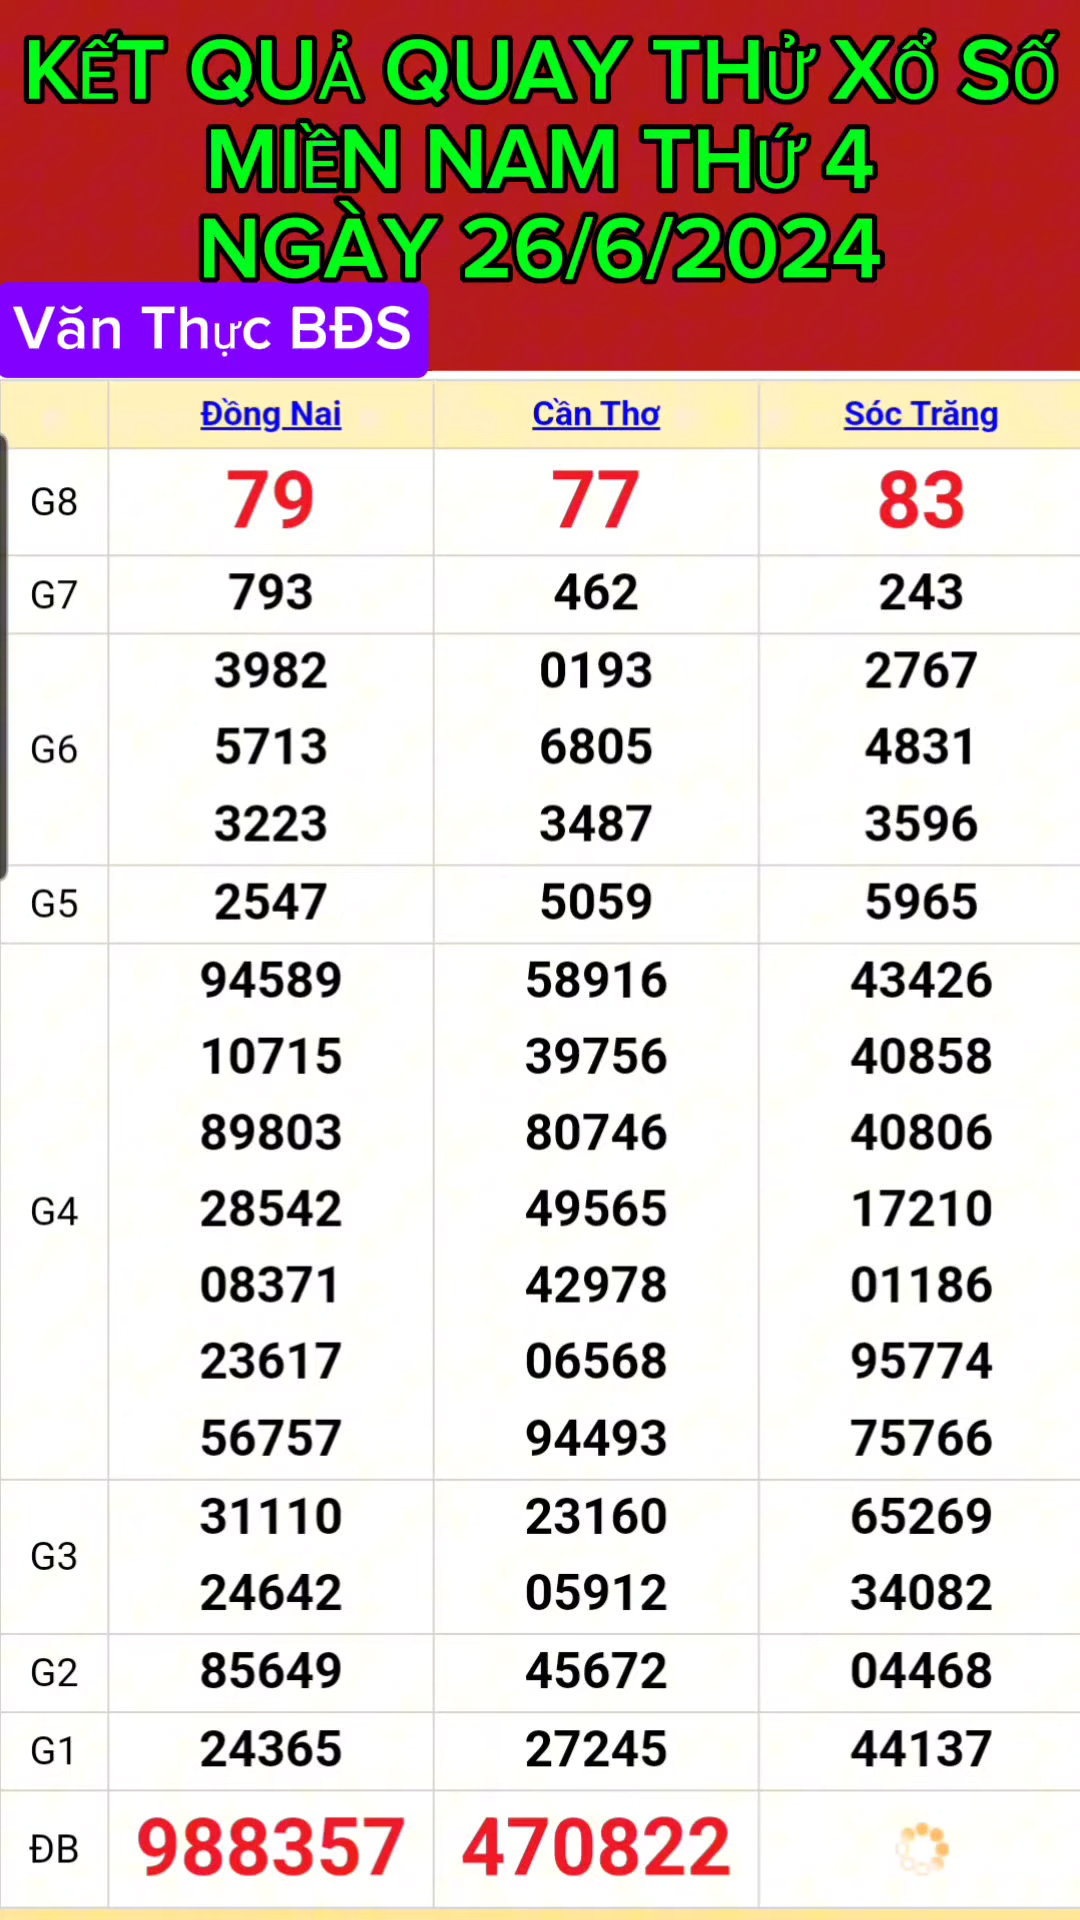 KẾT QUẢ QUAY THỬ XỔ SỐ
MIỀN NAM THỨ 4
NGÀY 26/6/2024
Văn Thực BĐS
Đồng Nai Cần Thơ Sóc Trăng
G8 79 77 83
G7 793 462 243
3982 0193 2767
G6 5713 6805 4831
3223 3487 3596
G5 2547 5059 5965
94589 58916 43426
10715 39756 40858
89803 80746 40806
G4 28542 49565 17210
08371 42978 01186
23617 06568 95774
56757 94493 75766
G3 31110 23160 65269
24642 05912 34082
G2 85649 45672 04468
G1 24365 27245 44137
ĐB 988357 470822